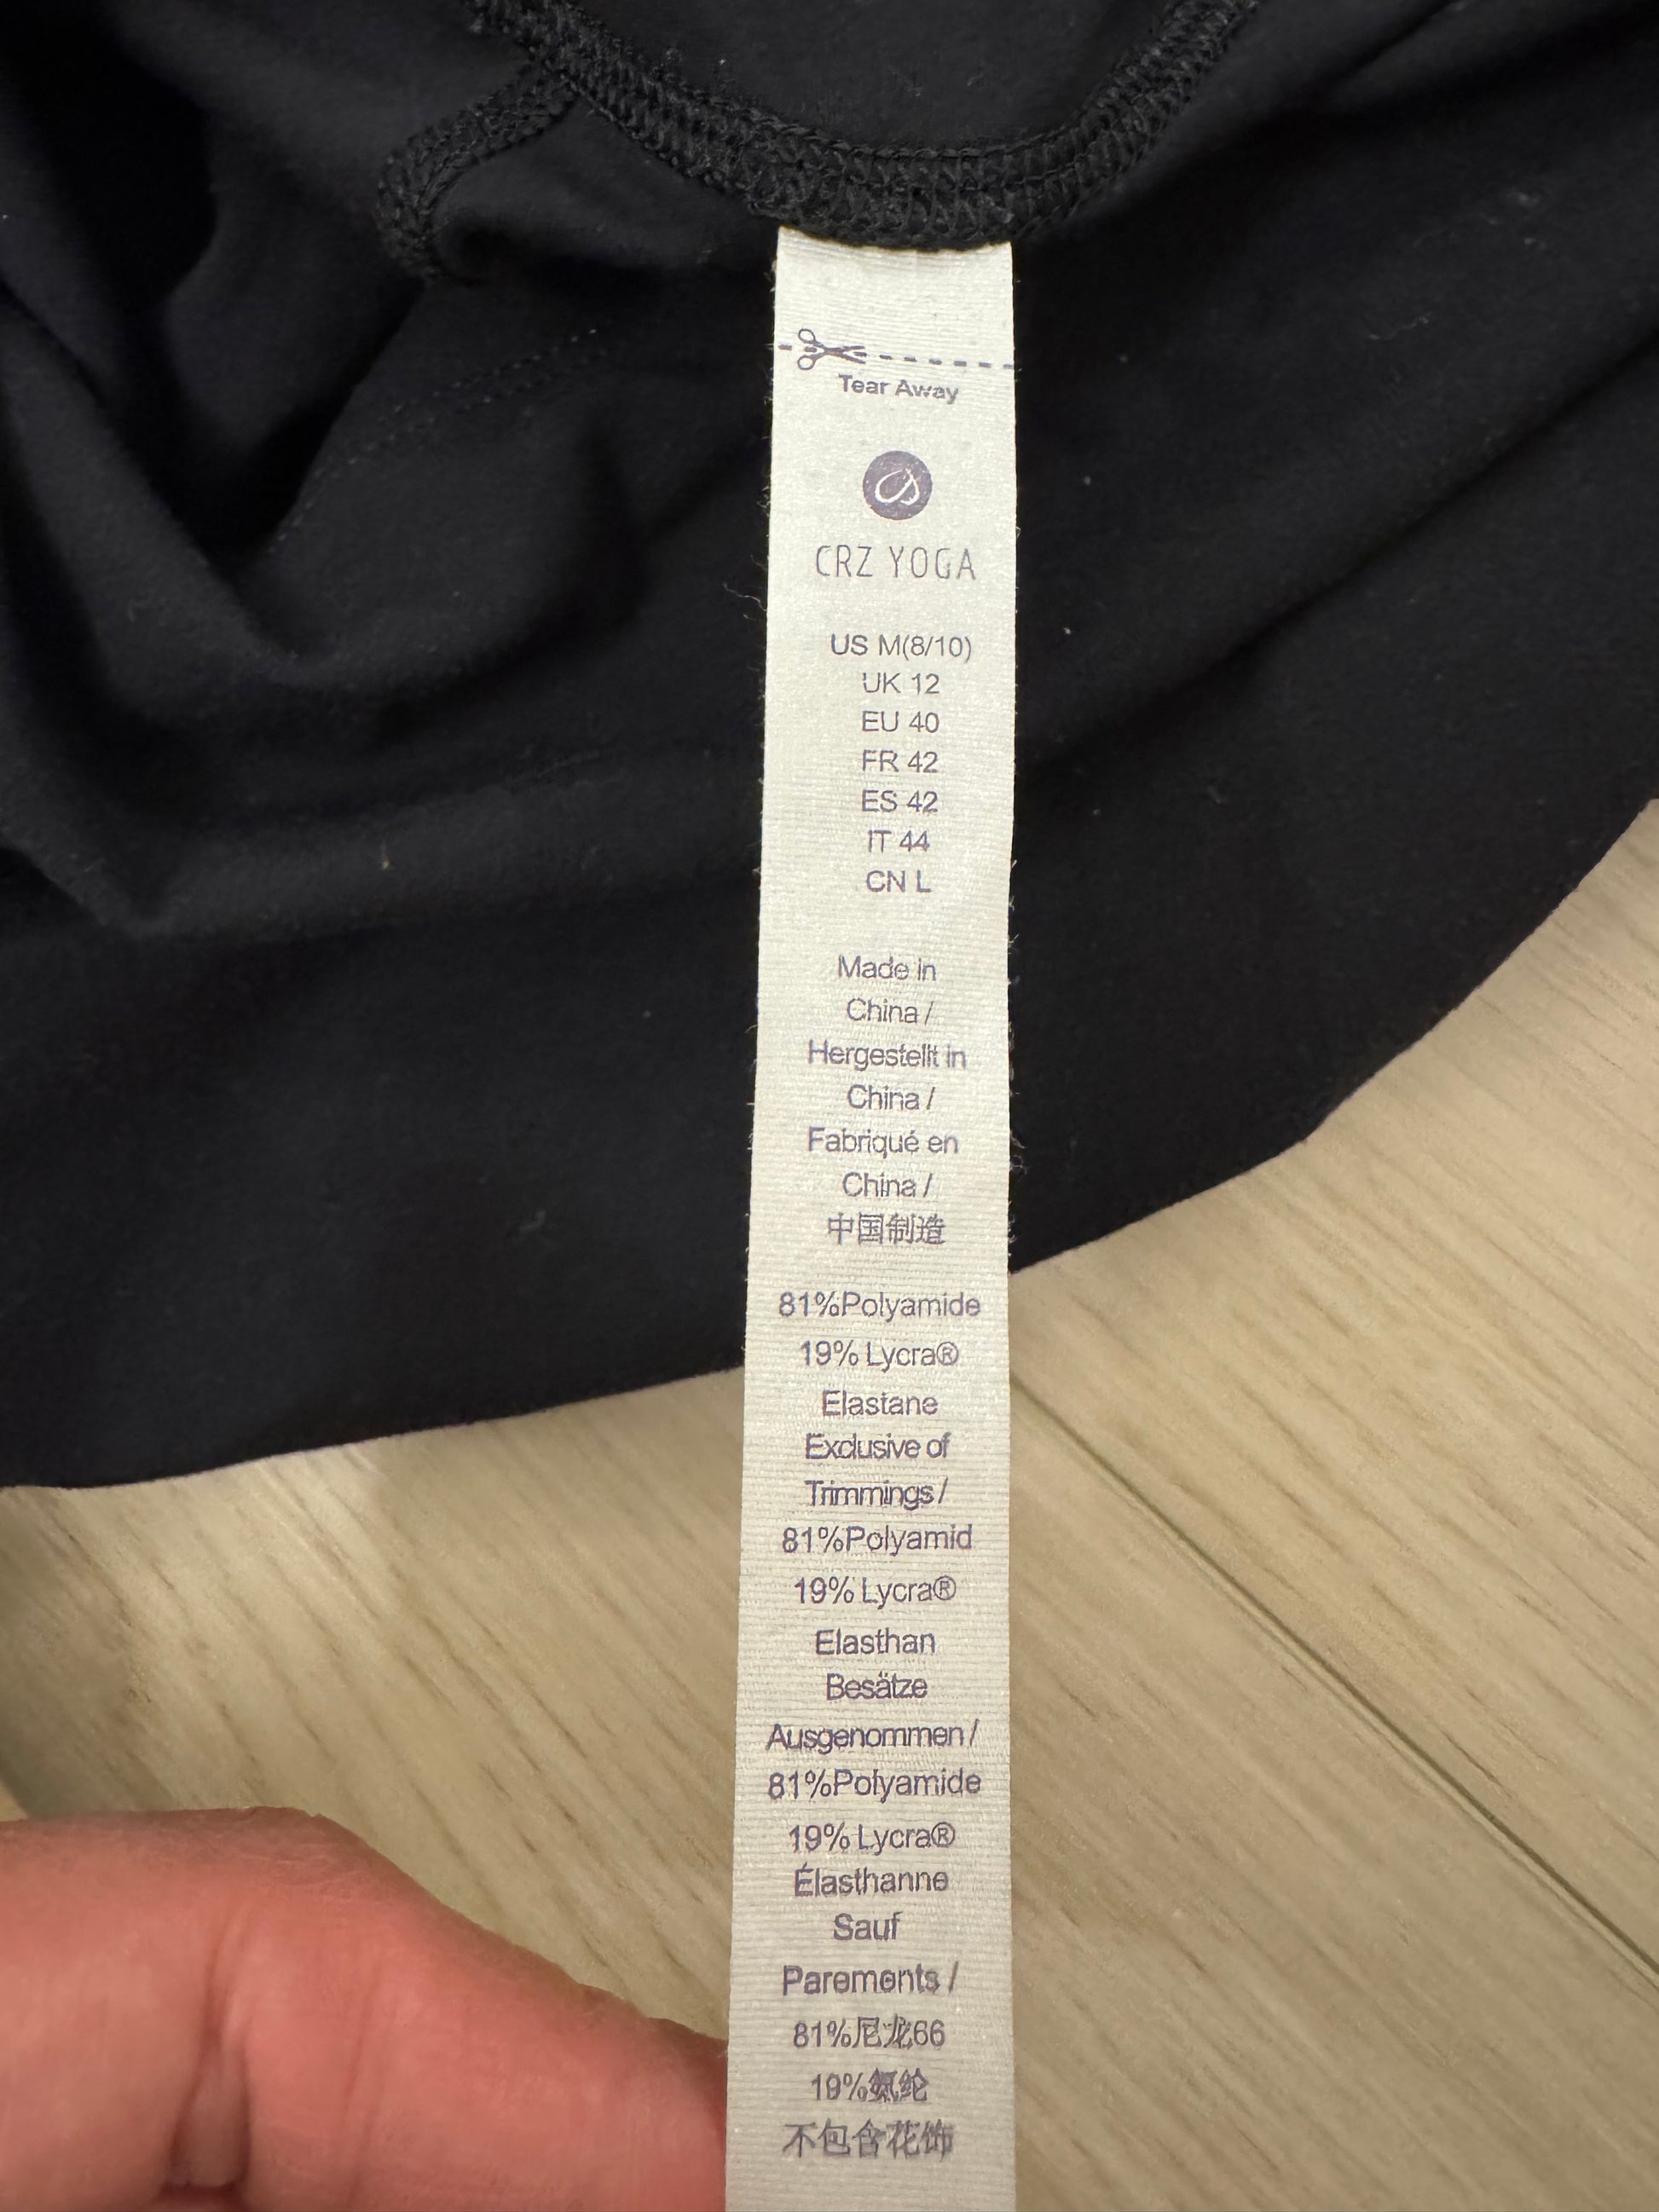 Tear Away
CRZ YOGA
US M(8/10)
UK 12
EU 40
FR 42
ES 42
IT 44
CN L
Made in
China /
Hergestellt in
China /
Fabriqué en
China /
中国制造
81%Polyamide
19% Lycra®
Elastane
Exclusive of
Trimmings /
81%Polyamid
19% Lycra®
Elasthan
Besätze
Ausgenommen /
81%Polyamide
19% Lycra®
Élasthanne
Sauf
Parements /
81%尼龙66
19%氨纶
不包含花饰